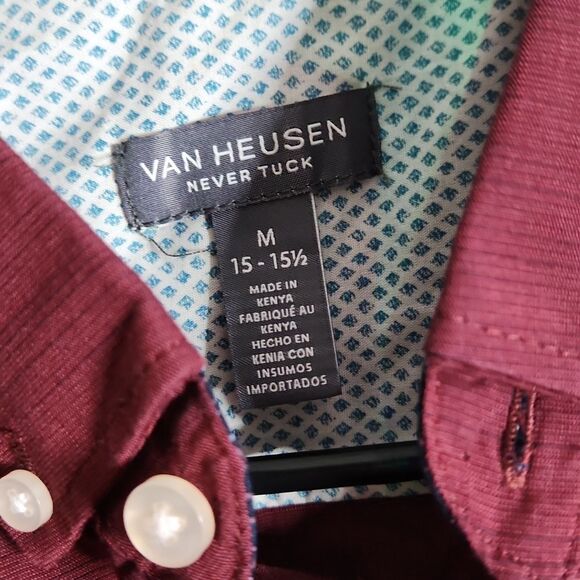 VAN HEUSEN
NEVER TUCK
M
15 - 15½
MADE IN
KENYA
FABRIQUÉ AU
KENYA
HECHO EN
KENIA CON
INSUMOS
IMPORTADOS